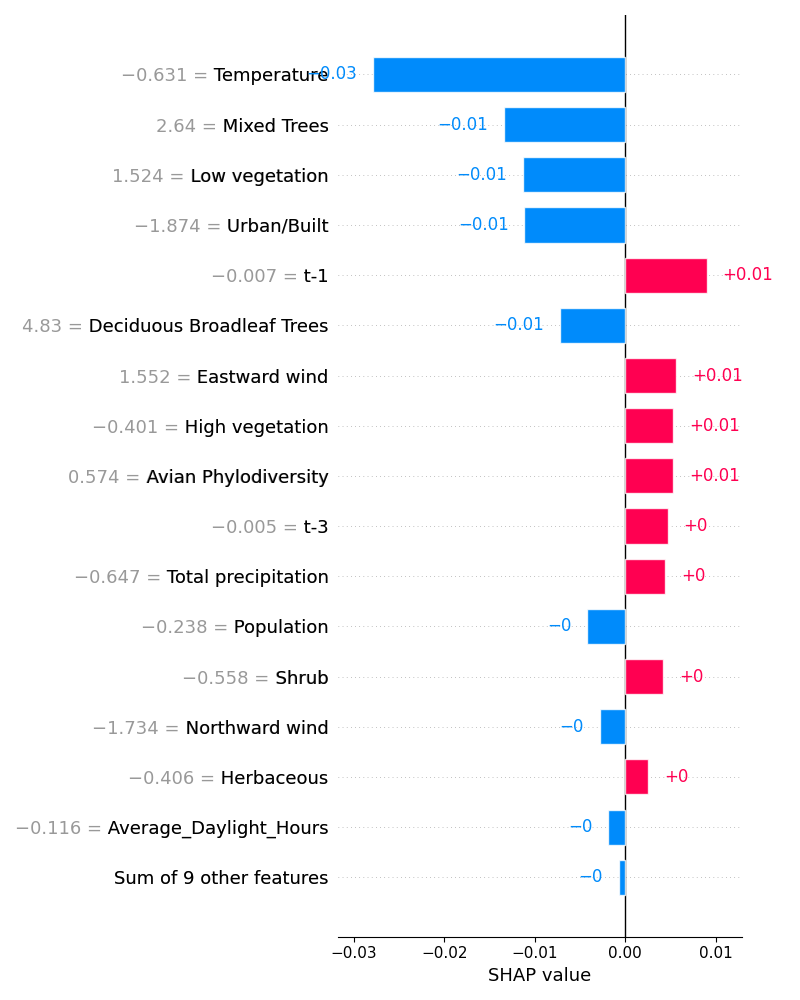 −0.631 = Temperature −0.03
2.64 = Mixed Trees −0.01
1.524 = Low vegetation −0.01
−1.874 = Urban/Built −0.01
−0.007 = t-1 +0.01
4.83 = Deciduous Broadleaf Trees −0.01
1.552 = Eastward wind +0.01
−0.401 = High vegetation +0.01
0.574 = Avian Phylodiversity +0.01
−0.005 = t-3 +0
−0.647 = Total precipitation +0
−0.238 = Population −0
−0.558 = Shrub +0
−1.734 = Northward wind −0
−0.406 = Herbaceous +0
−0.116 = Average_Daylight_Hours −0
Sum of 9 other features −0
−0.03 −0.02 −0.01 0.00 0.01
SHAP value